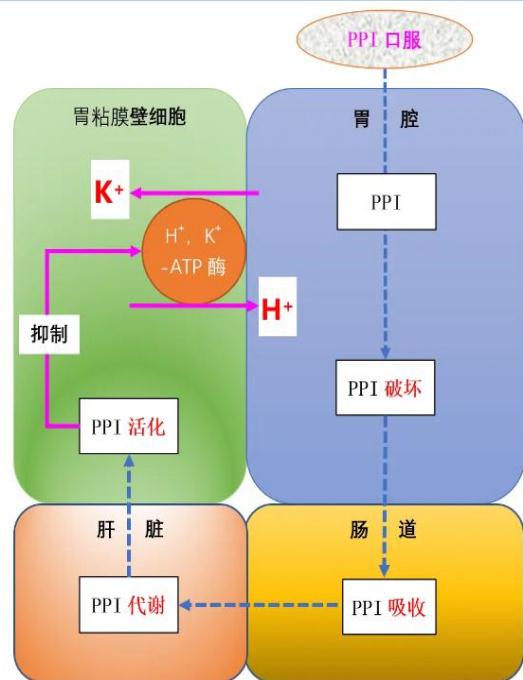 PPI 口服
胃粘膜壁细胞
胃 腔
K⁺
PPI
H⁺，K⁺
-ATP 酶
H⁺
抑制
PPI 破坏
PPI 活化
肝 脏
肠 道
PPI 代谢
PPI 吸收